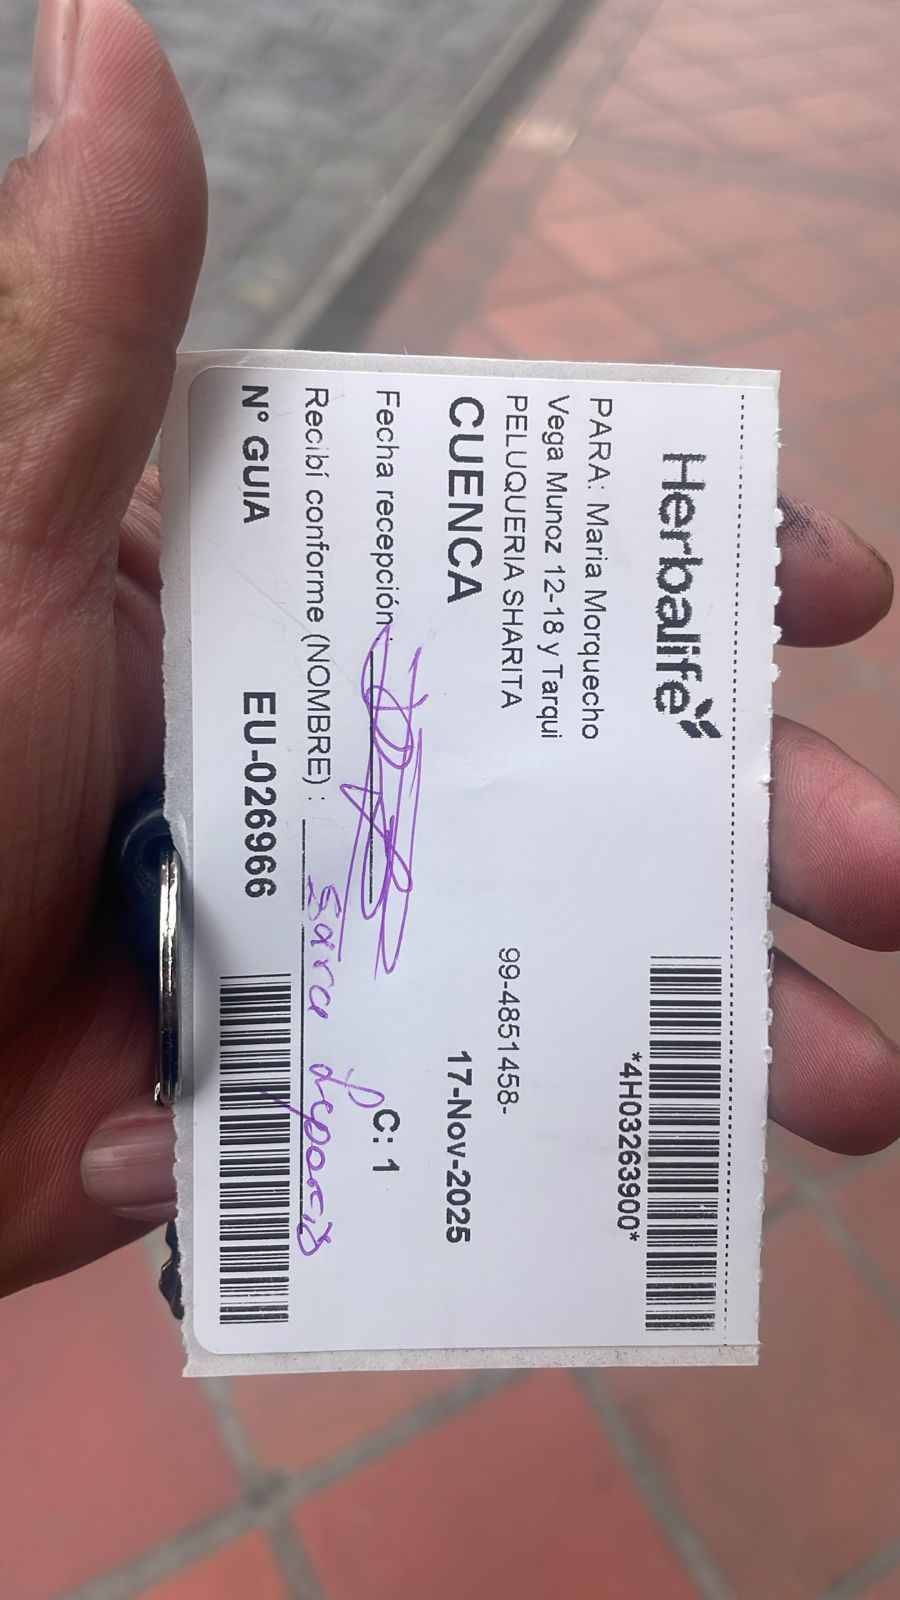 Herbalife
*4H03263900*
PARA: Maria Morquecho
Vega Munoz 12-18 y Tarqui
PELUQUERIA SHARITA 99-4851458-
CUENCA 17-Nov-2025
Fecha recepción: C: 1
Recibí conforme (NOMBRE) : Sara
N° GUIA EU-026966